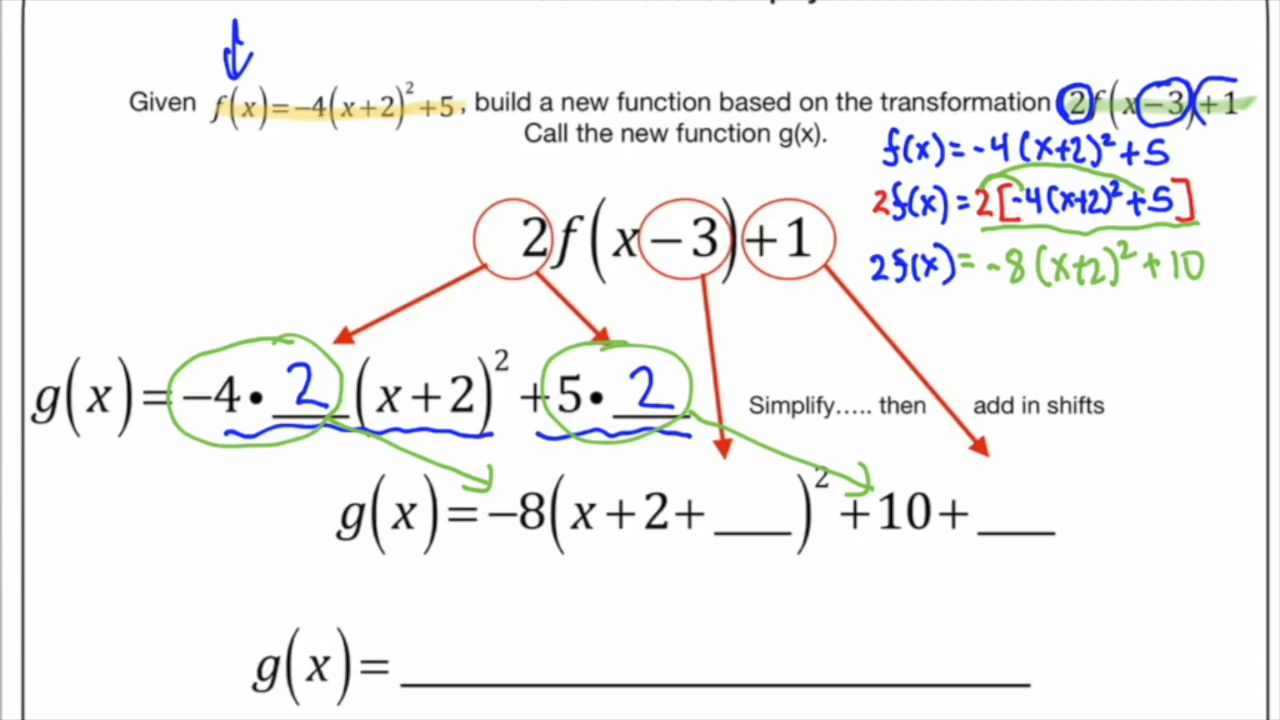 Given f(x)=−4(x+2)²+5, build a new function based on the transformation 2f(x−3)+1
Call the new function g(x).
f(x)=-4(x+2)²+5
2f(x)=2[-4(x+2)²+5]
2f(x)=-8(x+2)²+10
2f(x−3)+1
g(x)=−4• 2 (x+2)² +5• 2
Simplify..... then add in shifts
g(x)=−8(x+2+___)²+10+___
g(x)=___